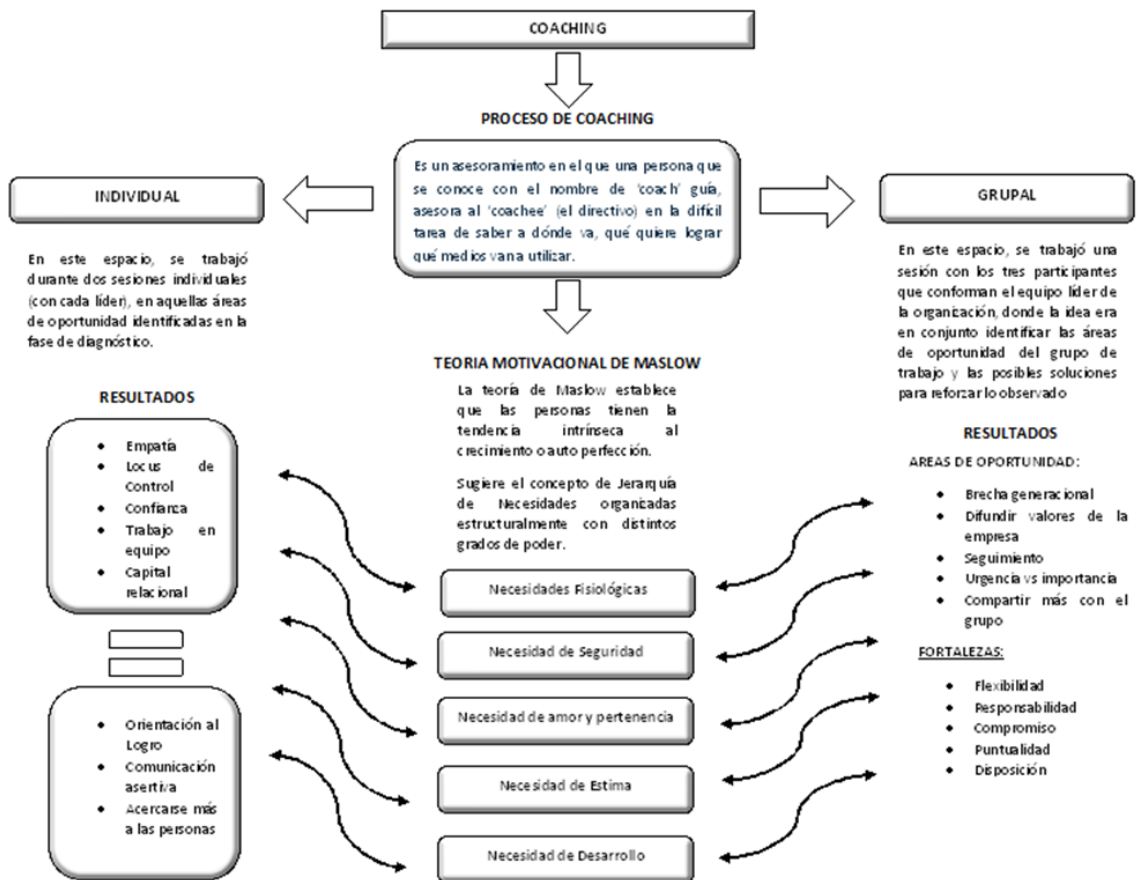 COACHING
PROCESO DE COACHING
Es un asesoramiento en el que una persona que
se conoce con el nombre de ‘coach’ guía,
asesora al ‘coachee’ (el directivo) en la difícil
tarea de saber a dónde va, qué quiere lograr
qué medios van a utilizar.
INDIVIDUAL
En este espacio, se trabajó
durante dos sesiones individuales
(con cada líder), en aquellas áreas
de oportunidad identificadas en la
fase de diagnóstico.
RESULTADOS
• Empatía
• Locus de
Control
• Confianza
• Trabajo en
equipo
• Capital
relacional
• Orientación al
Logro
• Comunicación
asertiva
• Acercarse más
a las personas
TEORIA MOTIVACIONAL DE MASLOW
La teoría de Maslow establece
que las personas tienen la
tendencia intrínseca al
crecimiento o auto perfección.
Sugiere el concepto de Jerarquía
de Necesidades organizadas
estructuralmente con distintos
grados de poder.
Necesidades Fisiológicas
Necesidad de Seguridad
Necesidad de amor y pertenencia
Necesidad de Estima
Necesidad de Desarrollo
GRUPAL
En este espacio, se trabajó una
sesión con los tres participantes
que conforman el equipo líder de
la organización, donde la idea era
en conjunto identificar las áreas
de oportunidad del grupo de
trabajo y las posibles soluciones
para reforzar lo observado
RESULTADOS
AREAS DE OPORTUNIDAD:
• Brecha generacional
• Difundir valores de la
empresa
• Seguimiento
• Urgencia vs importancia
• Compartir más con el
grupo
FORTALEZAS:
• Flexibilidad
• Responsabilidad
• Compromiso
• Puntualidad
• Disposición